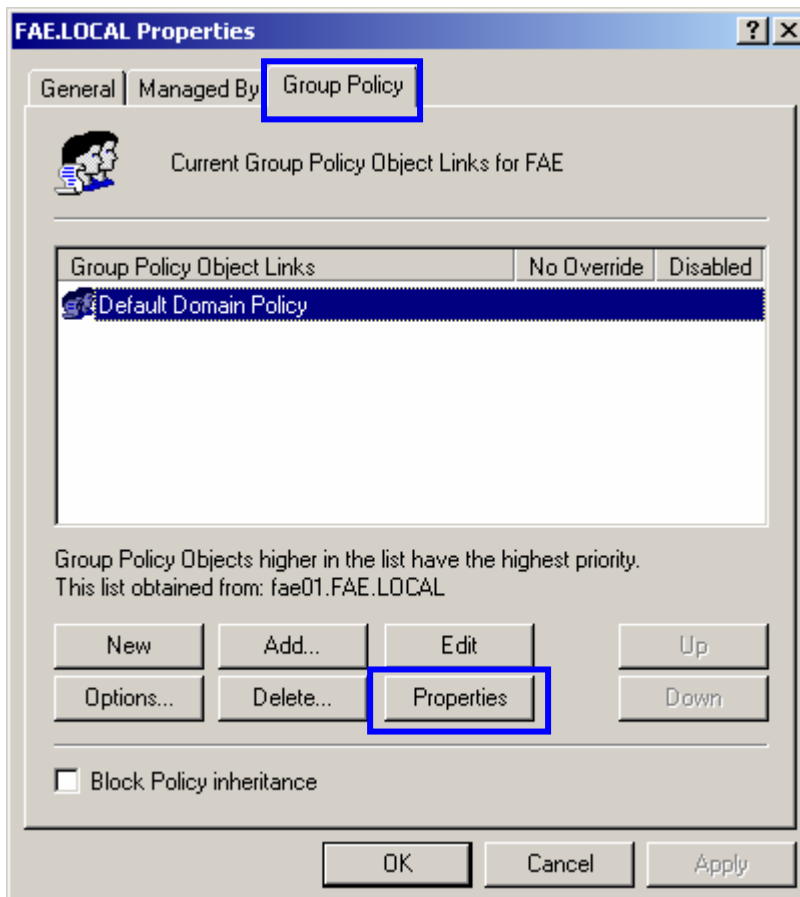 FAE.LOCAL Properties
General Managed By Group Policy
Current Group Policy Object Links for FAE
Group Policy Object Links No Override Disabled
Default Domain Policy
Group Policy Objects higher in the list have the highest priority.
This list obtained from: fae01.FAE.LOCAL
New Add... Edit Up
Options... Delete... Properties Down
Block Policy inheritance
OK Cancel Apply